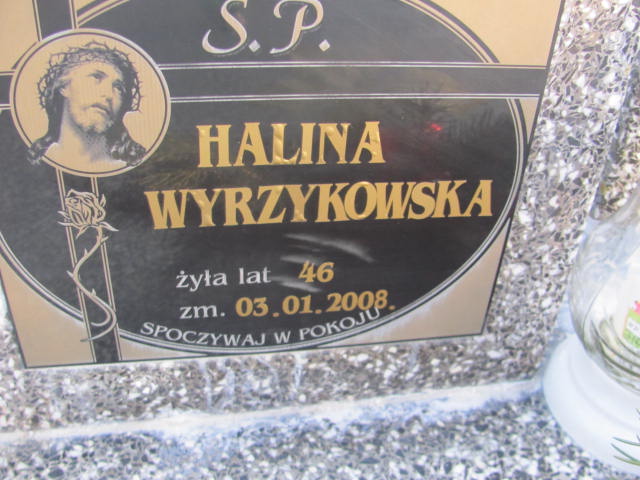 S.P.
HALINA
WYRZYKOWSKA
żyła lat 46
zm. 03.01.2008.
SPOCZYWAJ W POKOJU